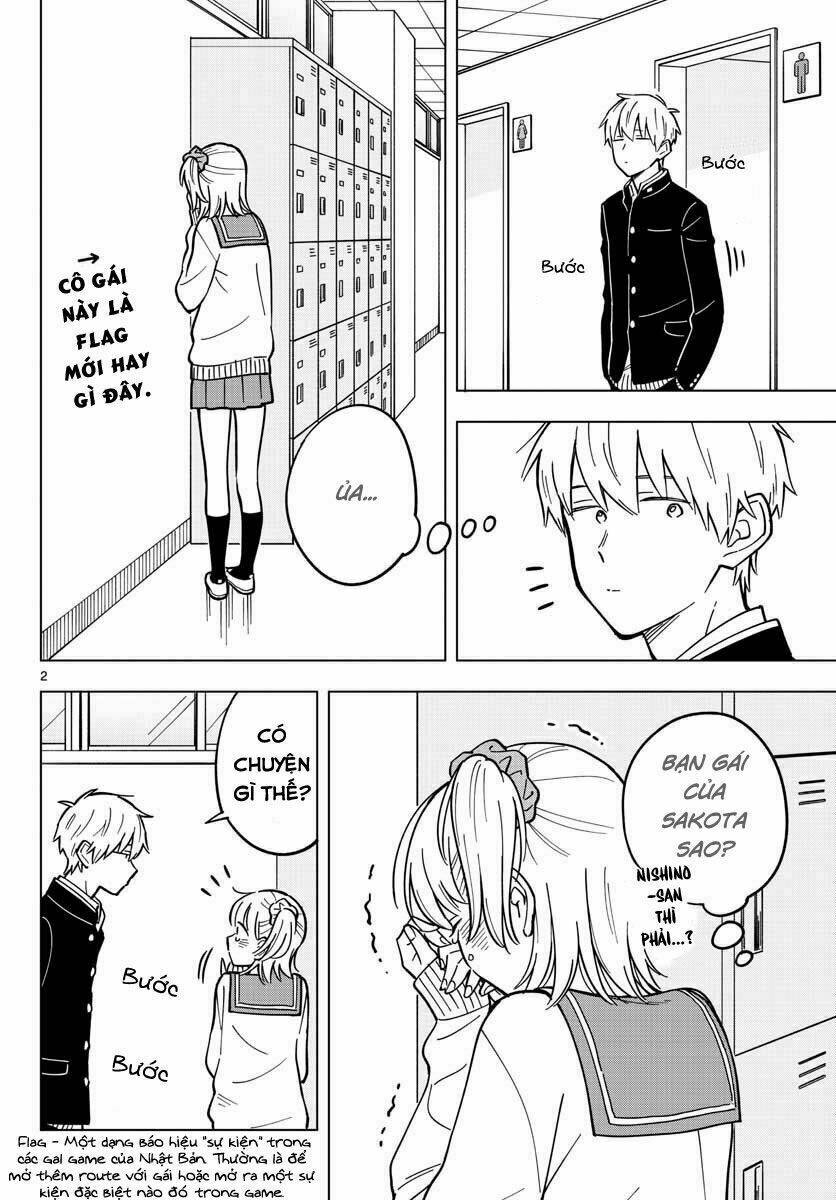 Bước
Bước
→
CÔ GÁI
NÀY LÀ
FLAG
MỚI HAY
GÌ ĐÂY.
ỦA...
2
BẠN GÁI
CỦA
SAKOTA
SAO?
NISHINO
-SAN
THÌ
PHẢI...?
CÓ
CHUYỆN
GÌ THẾ?
Bước
Bước
Flag - Một dạng báo hiệu "sự kiện" trong
các gal game của Nhật Bản. Thường là để
mở thêm route với gái hoặc mở ra một sự
kiện đặc biệt nào đó trong game